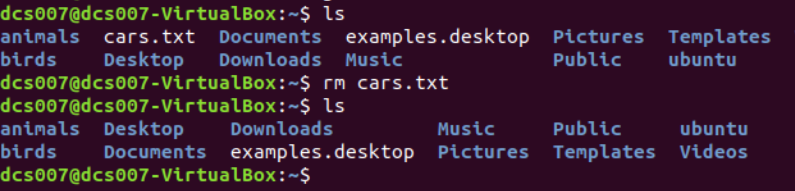 dcs007@dcs007-VirtualBox:~$ ls
animals  cars.txt  Documents  examples.desktop  Pictures  Templates
birds    Desktop   Downloads  Music             Public    ubuntu
dcs007@dcs007-VirtualBox:~$ rm cars.txt
dcs007@dcs007-VirtualBox:~$ ls
animals  Desktop    Downloads         Music     Public     ubuntu
birds    Documents  examples.desktop  Pictures  Templates  Videos
dcs007@dcs007-VirtualBox:~$